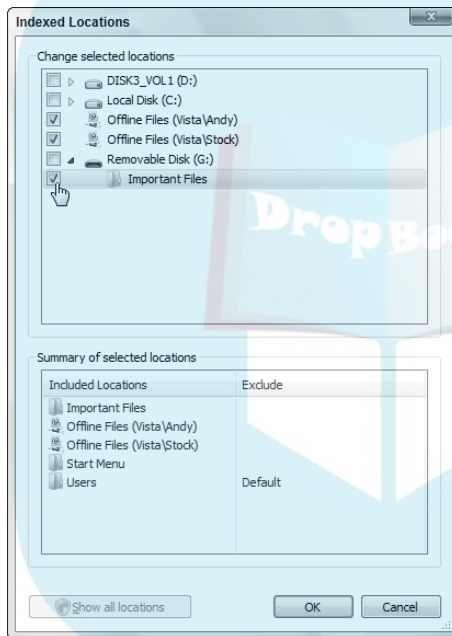 Indexed Locations
Change selected locations
DISK3_VOL1 (D:)
Local Disk (C:)
Offline Files (Vista\Andy)
Offline Files (Vista\Stock)
Removable Disk (G:)
Important Files
Drop
Summary of selected locations
Included Locations Exclude
Important Files
Offline Files (Vista\Andy)
Offline Files (Vista\Stock)
Start Menu
Users Default
Show all locations OK Cancel